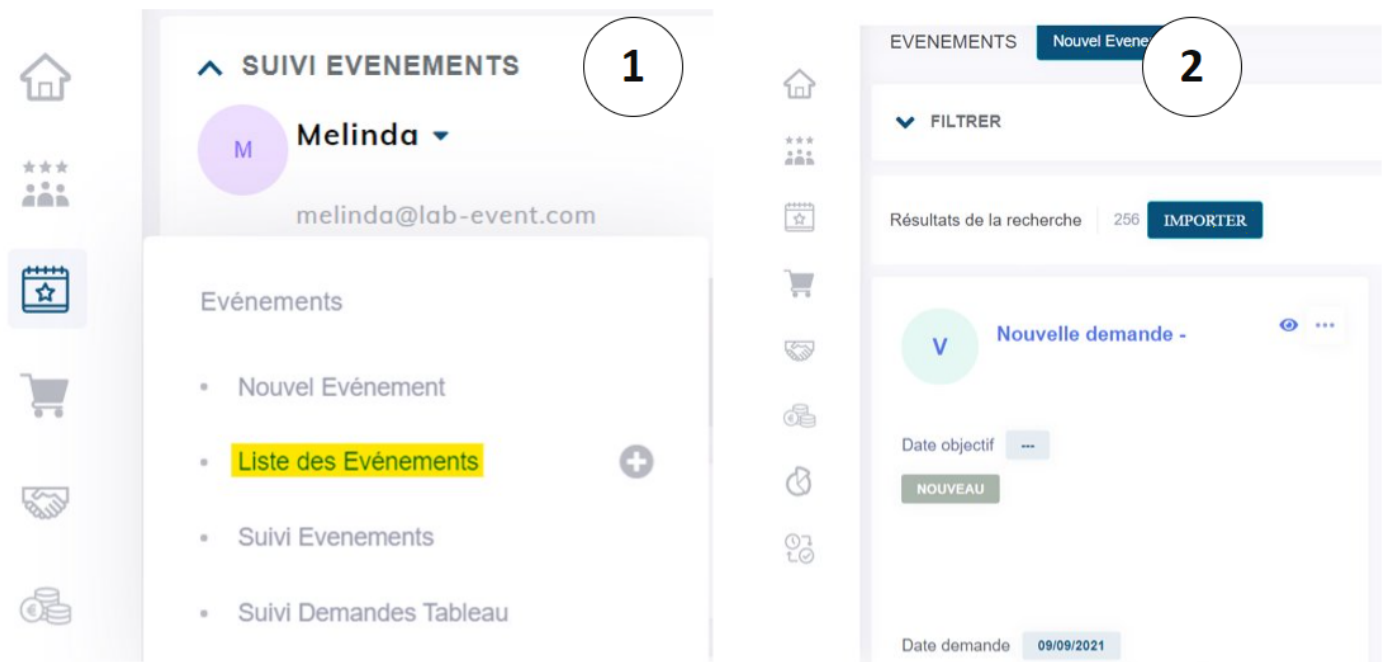 SUIVI EVENEMENTS
1
M
Melinda
melinda@lab-event.com
Evénements
Nouvel Evénement
Liste des Evénements
Suivi Evenements
Suivi Demandes Tableau
EVENEMENTS
Nouvel
2
FILTRER
Résultats de la recherche 256 IMPORTER
V
Nouvelle demande -
Date objectif ---
NOUVEAU
Date demande 09/09/2021